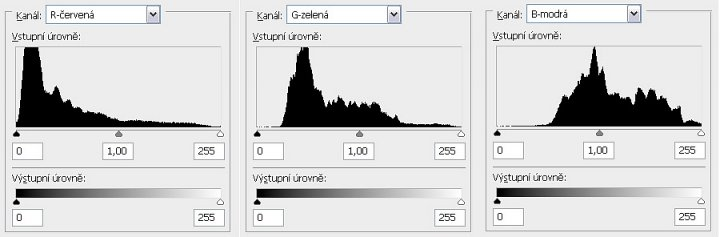 Kanál: R-červená
Vstupní úrovně:
0 1,00 255
Výstupní úrovně:
0 255
Kanál: G-zelená
Vstupní úrovně:
0 1,00 255
Výstupní úrovně:
0 255
Kanál: B-modrá
Vstupní úrovně:
0 1,00 255
Výstupní úrovně:
0 255